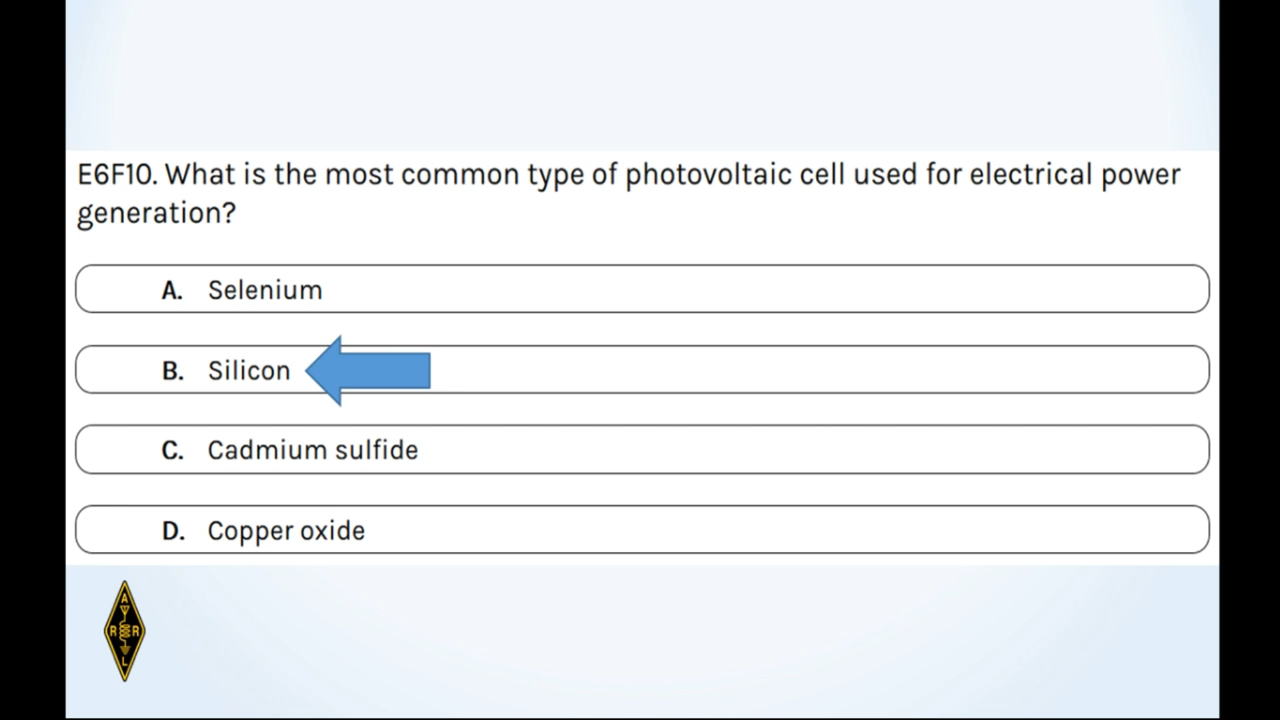 E6F10. What is the most common type of photovoltaic cell used for electrical power
generation?
A. Selenium
B. Silicon
C. Cadmium sulfide
D. Copper oxide
A
R R
L